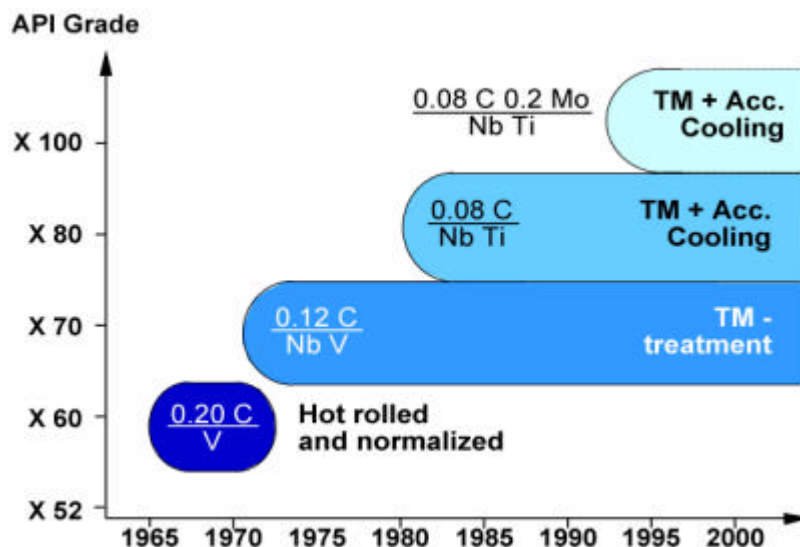 API Grade
0.08 C 0.2 Mo
Nb Ti
TM + Acc.
Cooling
X 100
0.08 C
Nb Ti
TM + Acc.
Cooling
X 80
0.12 C
Nb V
TM -
treatment
X 70
0.20 C
V
Hot rolled
and normalized
X 60
X 52
1965 1970 1975 1980 1985 1990 1995 2000